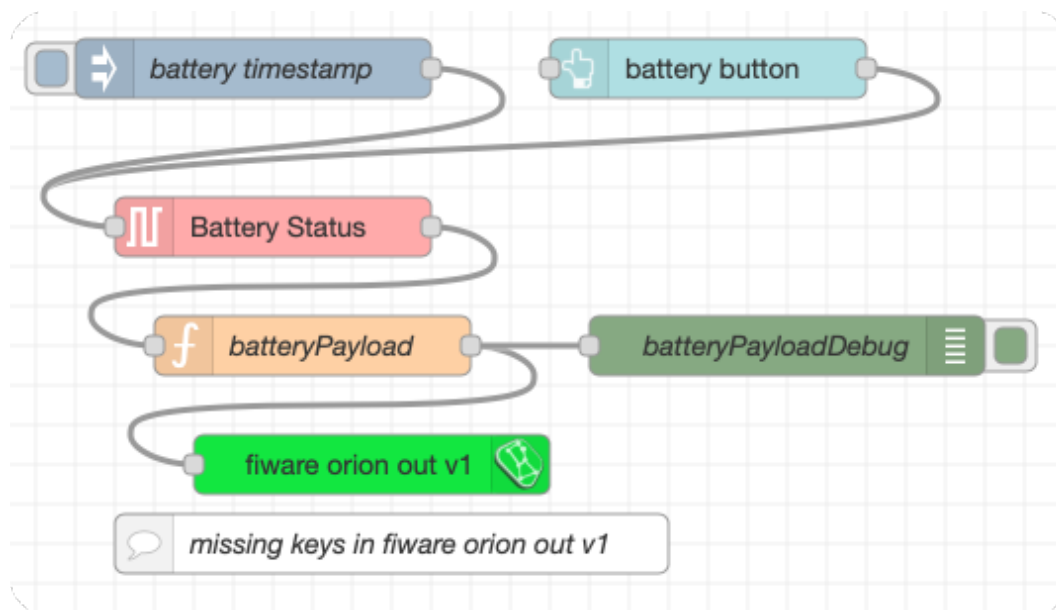 battery timestamp
battery button
Battery Status
batteryPayload
batteryPayloadDebug
fiware orion out v1
missing keys in fiware orion out v1